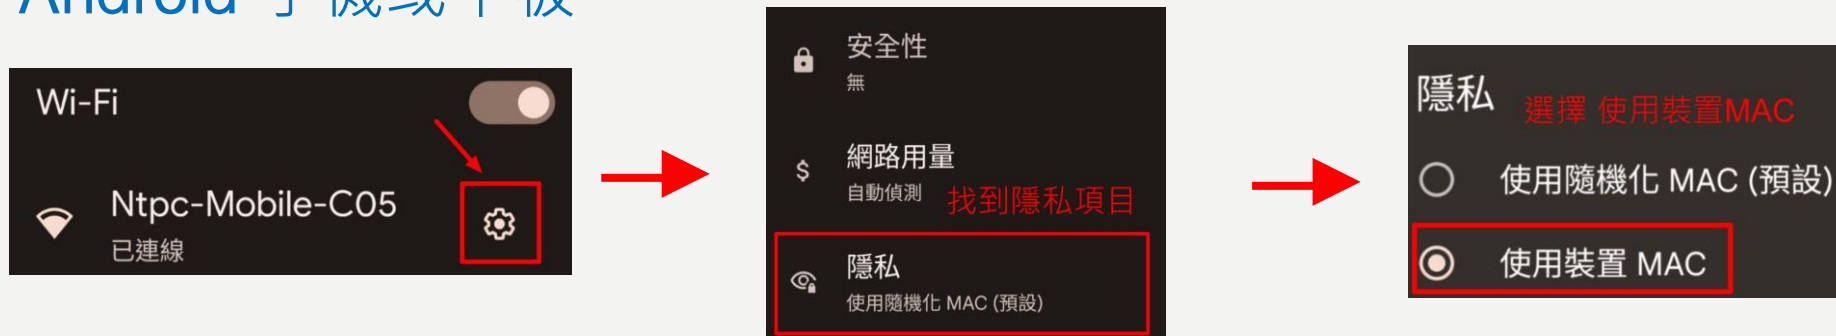 Android 手機或平板
Wi-Fi
Ntpc-Mobile-C05
已連線
安全性
無
網路用量
自動偵測
找到隱私項目
隱私
使用隨機化 MAC (預設)
隱私
選擇 使用裝置MAC
使用隨機化 MAC (預設)
使用裝置 MAC